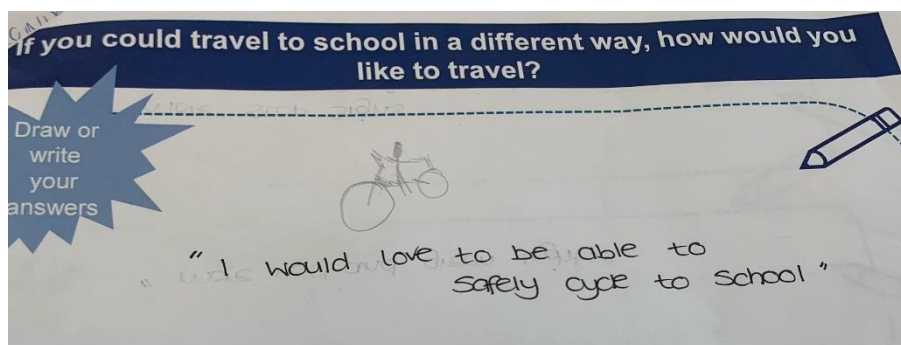 If you could travel to school in a different way, how would you
like to travel?
Draw or
write
your
answers
" I would love to be able to
safely cycle to school "